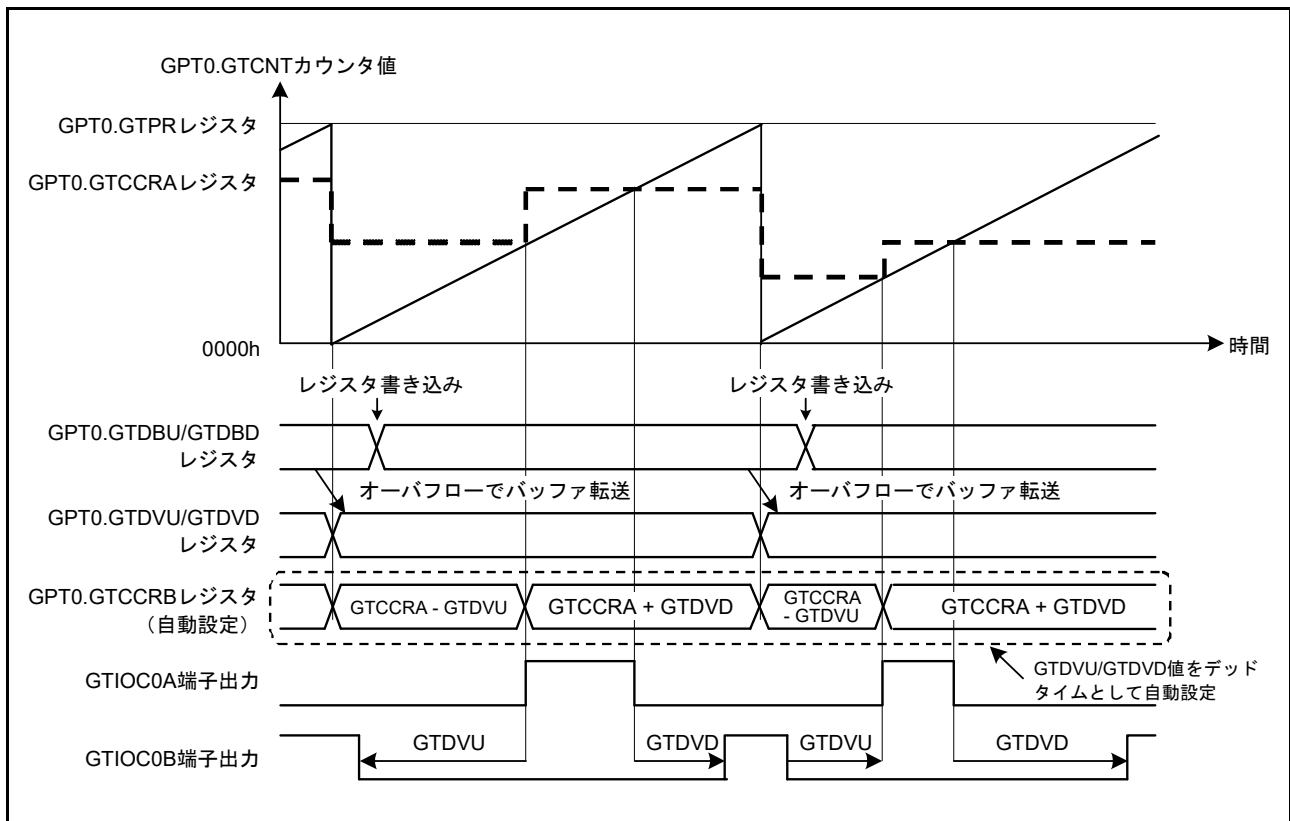 GPT0.GTCNTカウンタ値
GPT0.GTPRレジスタ
GPT0.GTCCRAレジスタ
0000h
時間
レジスタ書き込み
レジスタ書き込み
GPT0.GTDBU/GTDBD
レジスタ
オーバフローでバッファ転送
オーバフローでバッファ転送
GPT0.GTDVU/GTDVD
レジスタ
GPT0.GTCCRBレジスタ
（自動設定）
GTCCRA - GTDVU
GTCCRA + GTDVD
GTCCRA
- GTDVU
GTCCRA + GTDVD
GTDVU/GTDVD値をデッド
タイムとして自動設定
GTIOC0A端子出力
GTIOC0B端子出力
GTDVU
GTDVD
GTDVU
GTDVD